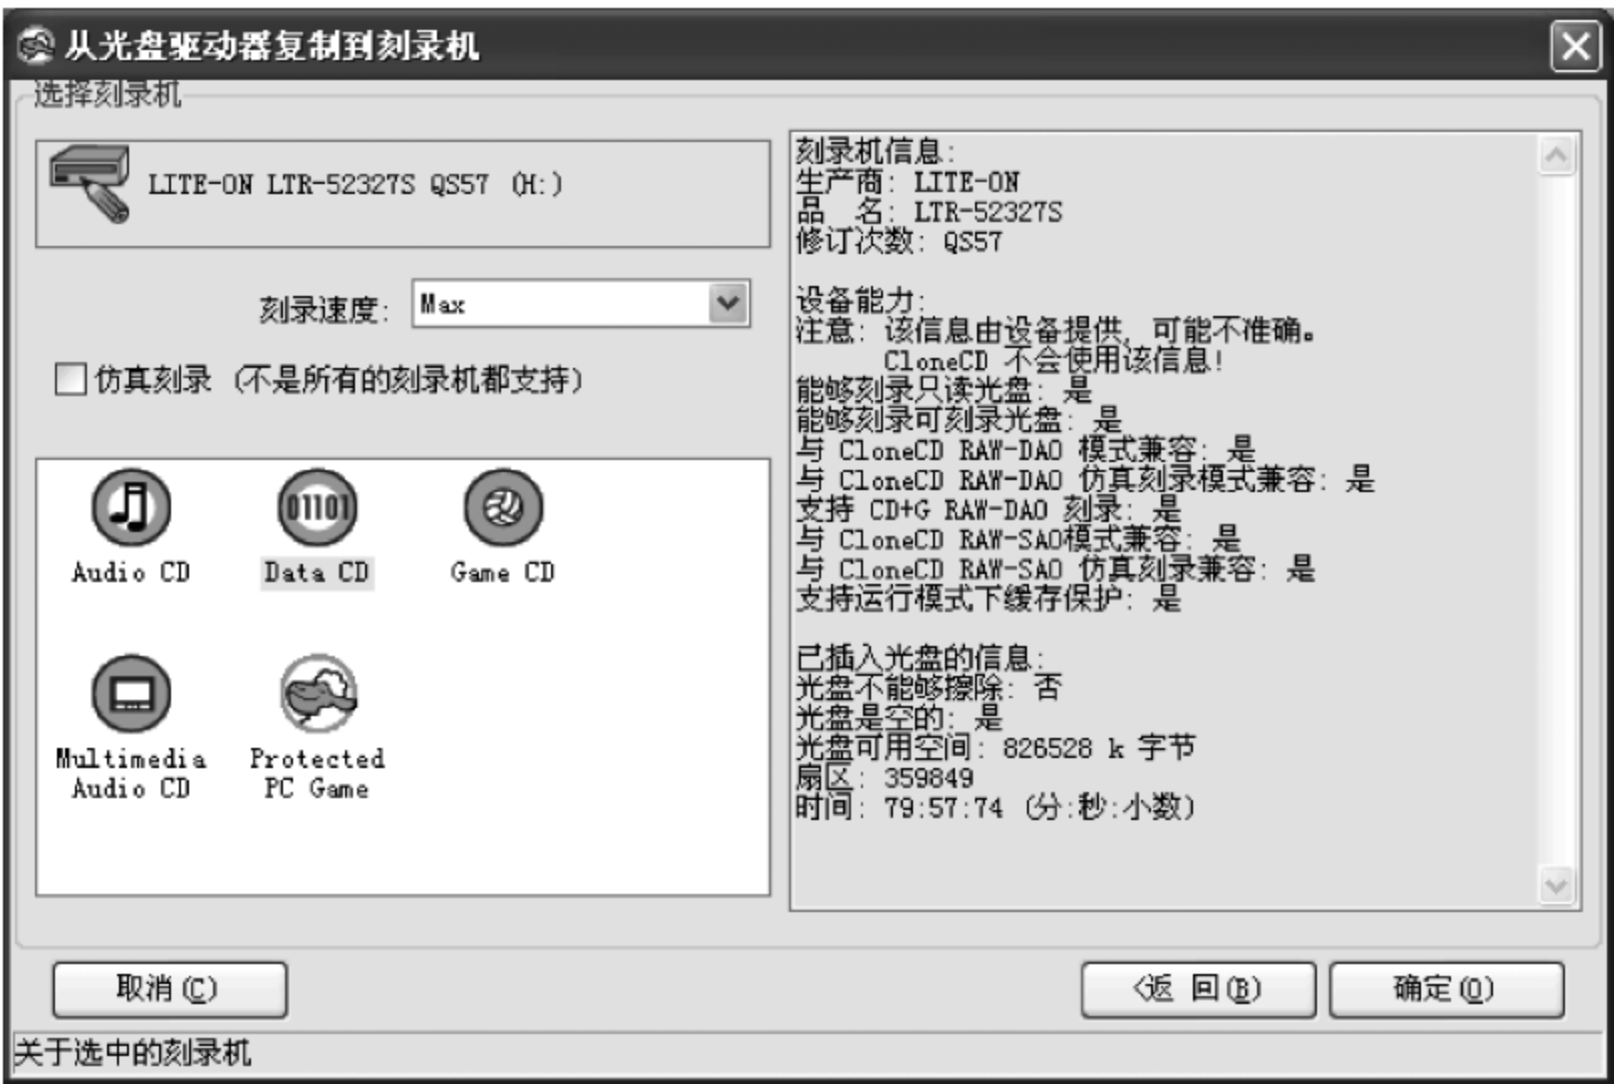 从光盘驱动器复制到刻录机
选择刻录机
LITE-ON LTR-52327S QS57 (H:)
刻录速度: Max
仿真刻录 (不是所有的刻录机都支持)
Audio CD
Data CD
Game CD
Multimedia Audio CD
Protected PC Game
刻录机信息:
生产商: LITE-ON
品 名: LTR-52327S
修订次数: QS57
设备能力:
注意: 该信息由设备提供, 可能不准确。
CloneCD 不会使用该信息!
能够刻录只读光盘: 是
能够刻录可刻录光盘: 是
与 CloneCD RAW-DAO 模式兼容: 是
与 CloneCD RAW-DAO 仿真刻录模式兼容: 是
支持 CD+G RAW-DAO 刻录: 是
与 CloneCD RAW-SAO模式兼容: 是
与 CloneCD RAW-SAO 仿真刻录兼容: 是
支持运行模式下缓存保护: 是
已插入光盘的信息:
光盘不能够擦除: 否
光盘是空的: 是
光盘可用空间: 826528 k 字节
扇区: 359849
时间: 79:57:74 (分:秒:小数)
取消(C)
<返 回(B)
确定(O)
关于选中的刻录机